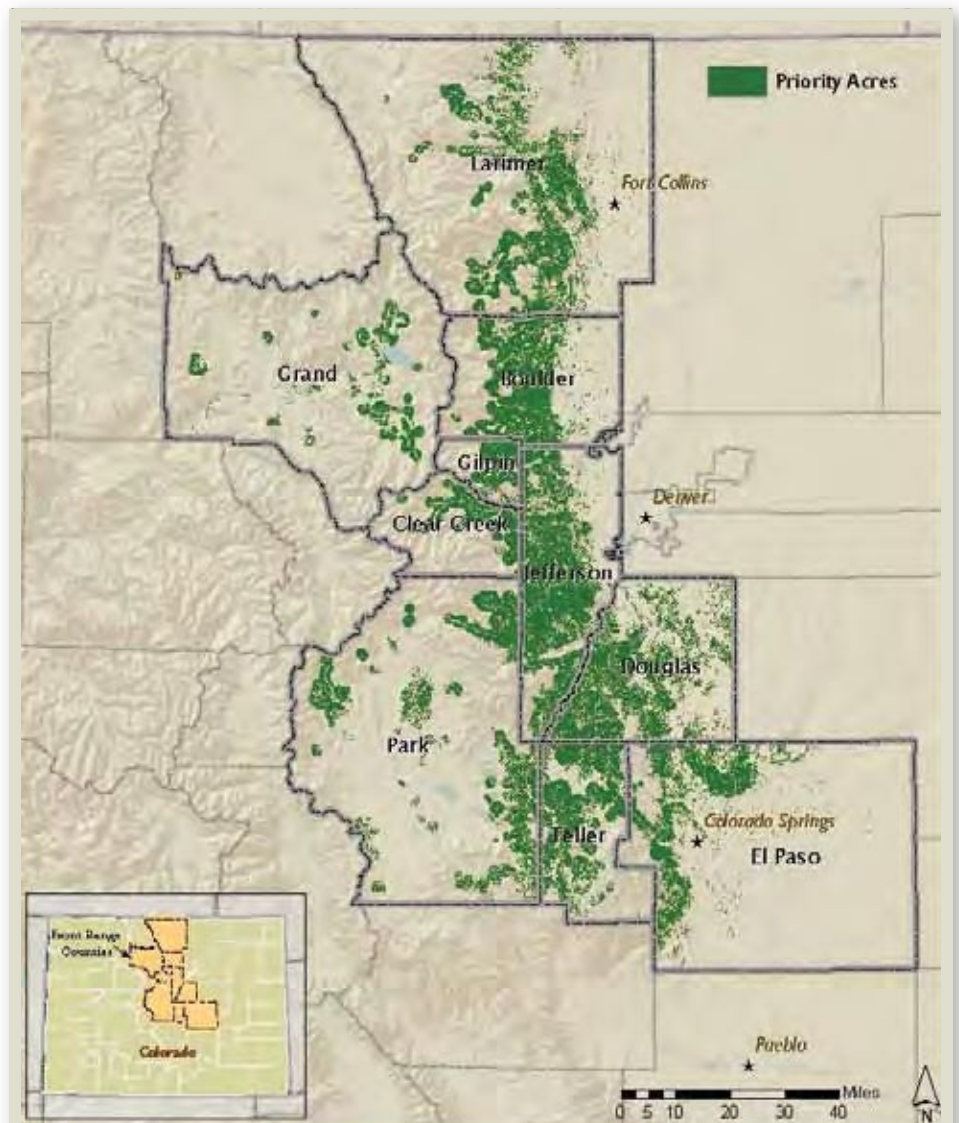 Priority Acres
Larimer
Fort Collins
Grand
Boulder
Gilpin
Denver
Clear Creek
Jefferson
Douglas
Park
Colorado Springs
Teller
El Paso
Front Range
Counties
Colorado
Pueblo
Miles
0 5 10 20 30 40
N